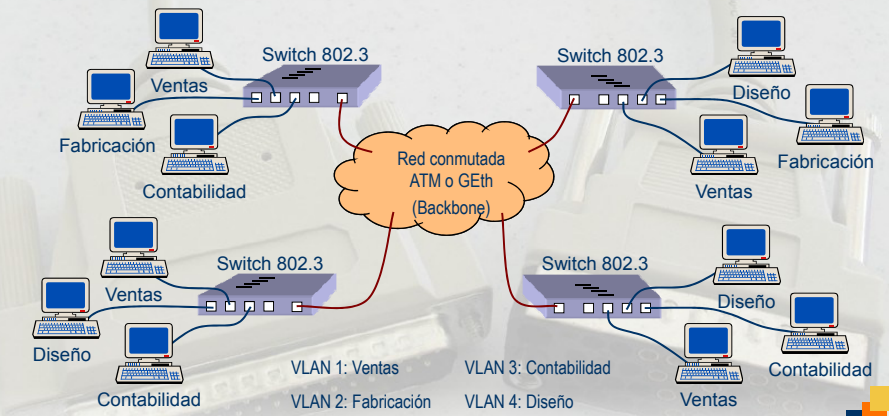 Switch 802.3
Ventas
Fabricación
Contabilidad
Switch 802.3
Diseño
Fabricación
Ventas
Red conmutada
ATM o GEth
(Backbone)
Switch 802.3
Ventas
Diseño
Contabilidad
Switch 802.3
Diseño
Contabilidad
Ventas
VLAN 1: Ventas
VLAN 3: Contabilidad
VLAN 2: Fabricación
VLAN 4: Diseño